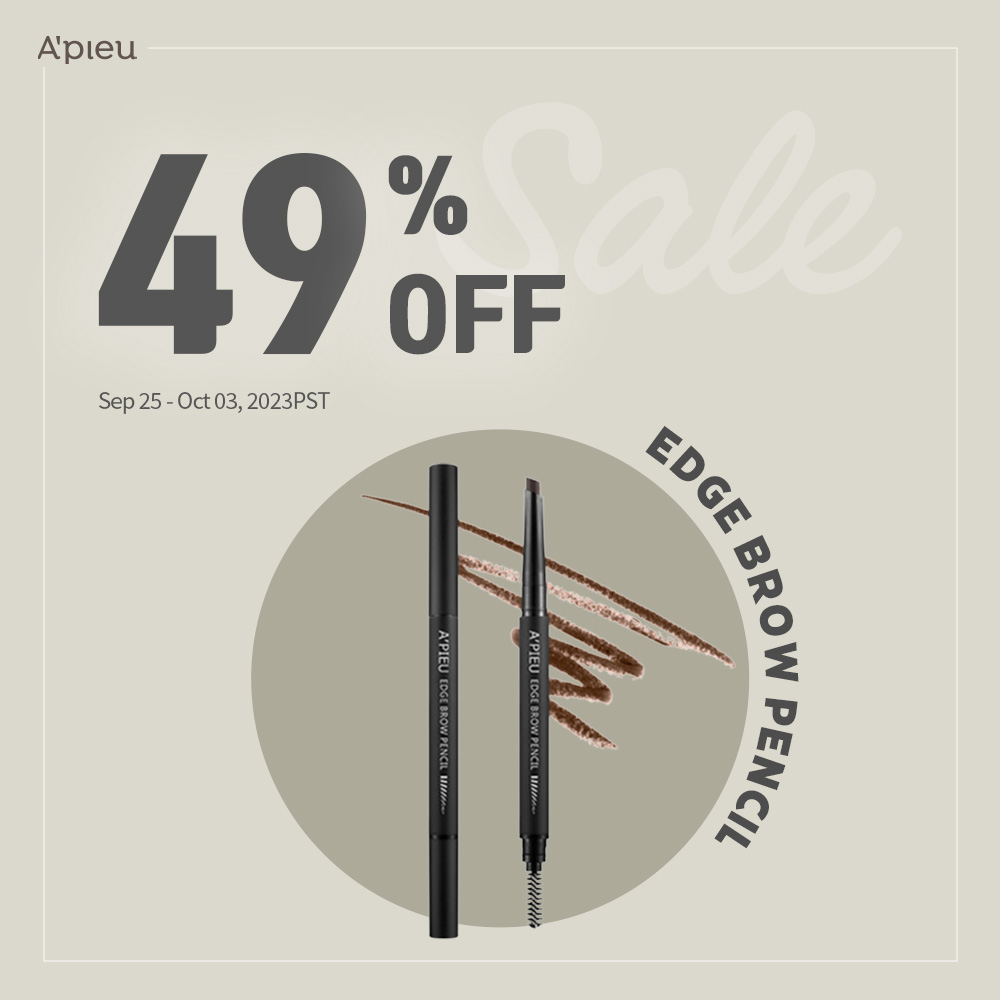 A'pieu
Sale
49%
OFF
Sep 25 - Oct 03, 2023PST
EDGE BROW PENCIL
A'PIEU EDGE BROW PENCIL
A'PIEU EDGE BROW PENCIL